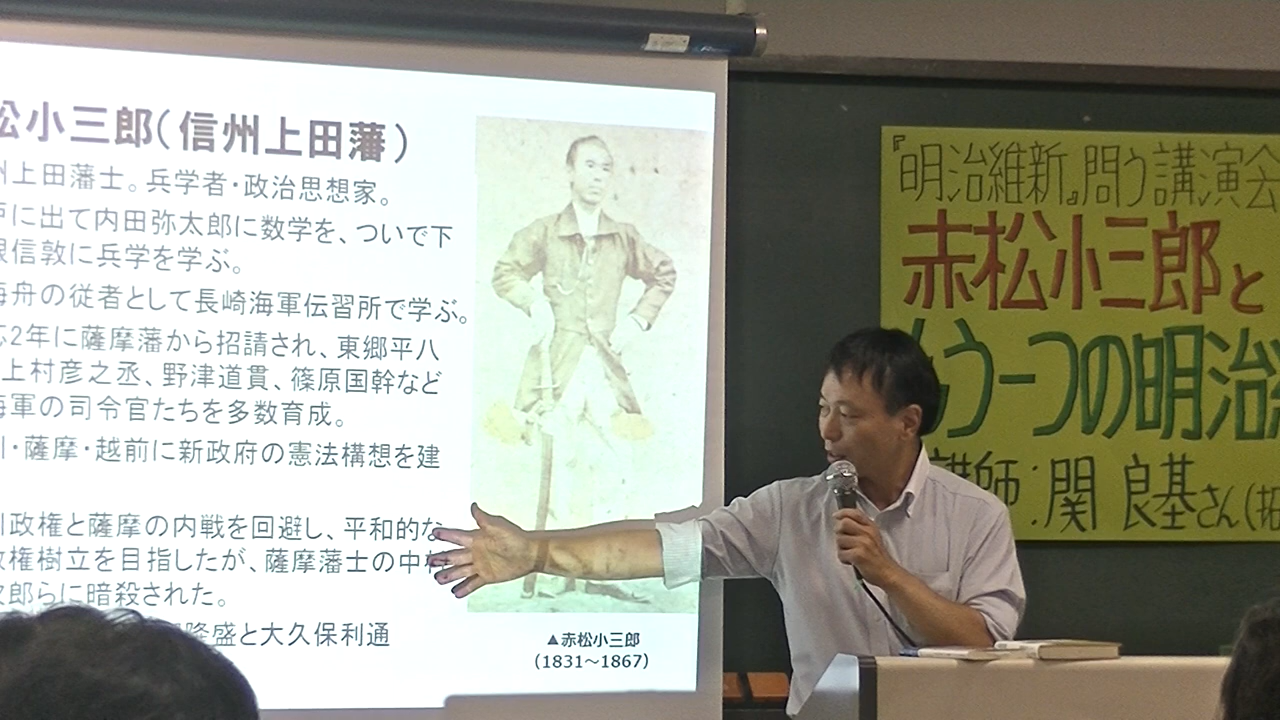 松小三郎(信州上田藩)
州上田藩士。兵学者・政治思想家。
戸に出て内田弥太郎に数学を、ついで下
根信敦に兵学を学ぶ。
海舟の従者として長崎海軍伝習所で学ぶ。
応2年に薩摩藩から招請され、東郷平八
上村彦之丞、野津道貫、篠原国幹など
海軍の司令官たちを多数育成。
川・薩摩・越前に新政府の憲法構想を建
川政権と薩摩の内戦を回避し、平和的な
政権樹立を目指したが、薩摩藩士の中村
次郎らに暗殺された。
隆盛と大久保利通
▲赤松小三郎
(1831〜1867)
『明治維新』問う講演会
赤松小三郎と
もう一つの明治維
講師:関 良基さん(拓